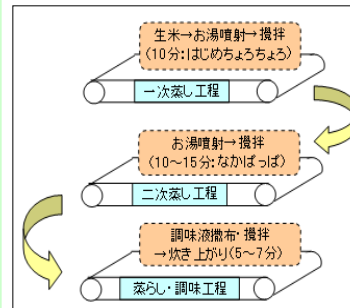 生米→お湯噴射→攪拌
(10分:はじめちょろちょろ)
一次蒸し工程
お湯噴射→攪拌
(10～15分:なかぱっぱ)
二次蒸し工程
調味液撒布・攪拌
→炊き上がり(5～7分)
蒸らし・調味工程